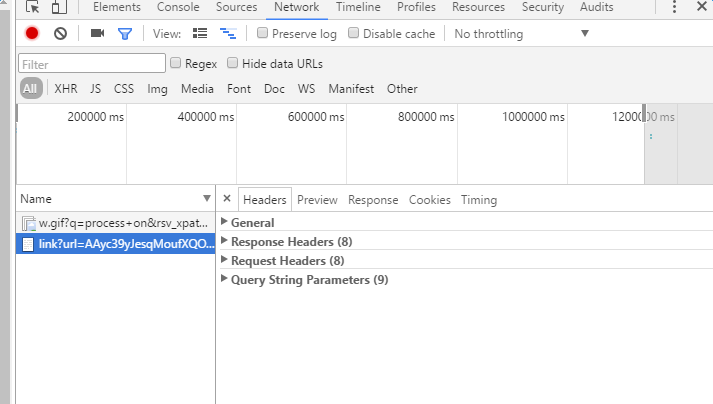 Elements Console Sources Network Timeline Profiles Resources Security Audits
View: Preserve log Disable cache No throttling
Filter Regex Hide data URLs
All XHR JS CSS Img Media Font Doc WS Manifest Other
200000 ms 400000 ms 600000 ms 800000 ms 1000000 ms 1200000 ms
Name Headers Preview Response Cookies Timing
w.gif?q=process+on&rsv_xpat... General
link?url=AAyc39yJesqMoufXQO... Response Headers (8)
Request Headers (8)
Query String Parameters (9)